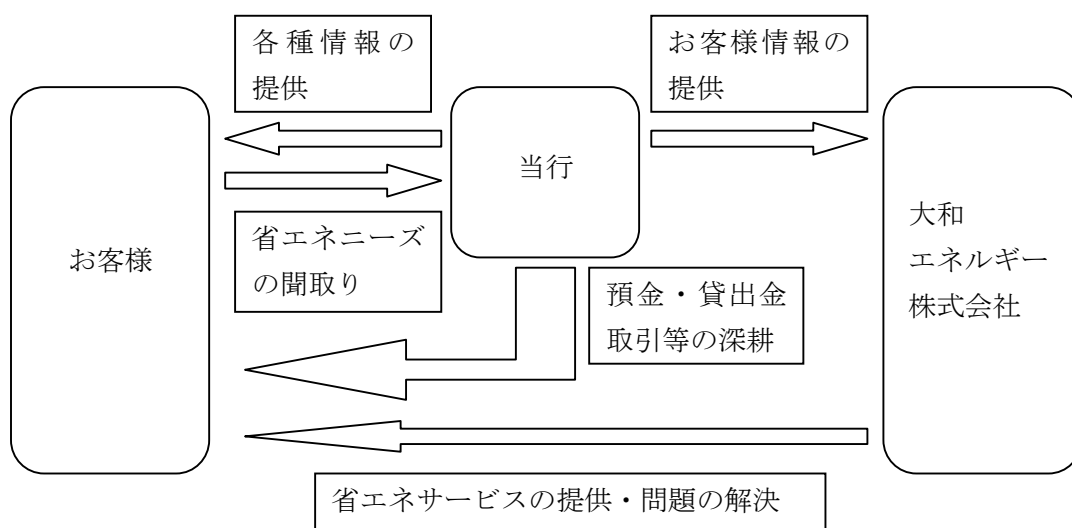 各種情報の
提供
お客様情報の
提供
当行
お客様
省エネニーズ
の聞取り
大和
エネルギー
株式会社
預金・貸出金
取引等の深耕
省エネサービスの提供・問題の解決